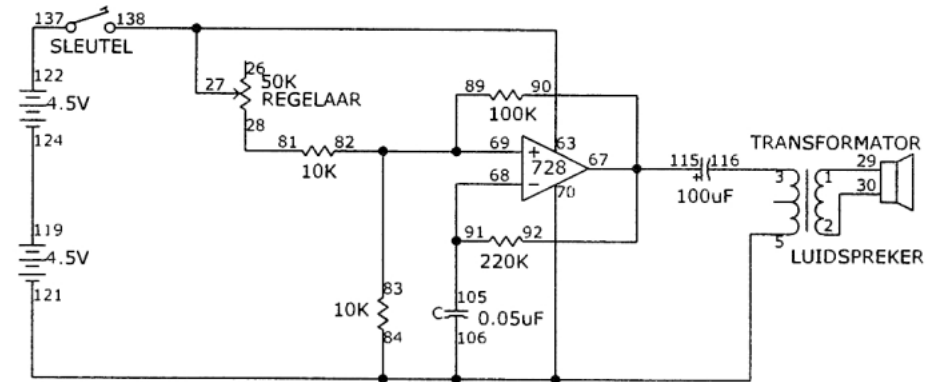 137
138
SLEUTEL
26
50K
27
REGELAAR
28
122
4.5V
124
89
90
100K
81
82
10K
69
+
63
728
67
68
−
70
TRANSFORMATOR
115
116
+
100uF
3
1
29
30
5
2
LUIDSPREKER
119
4.5V
121
91
92
220K
83
10K
84
105
C
0.05uF
106